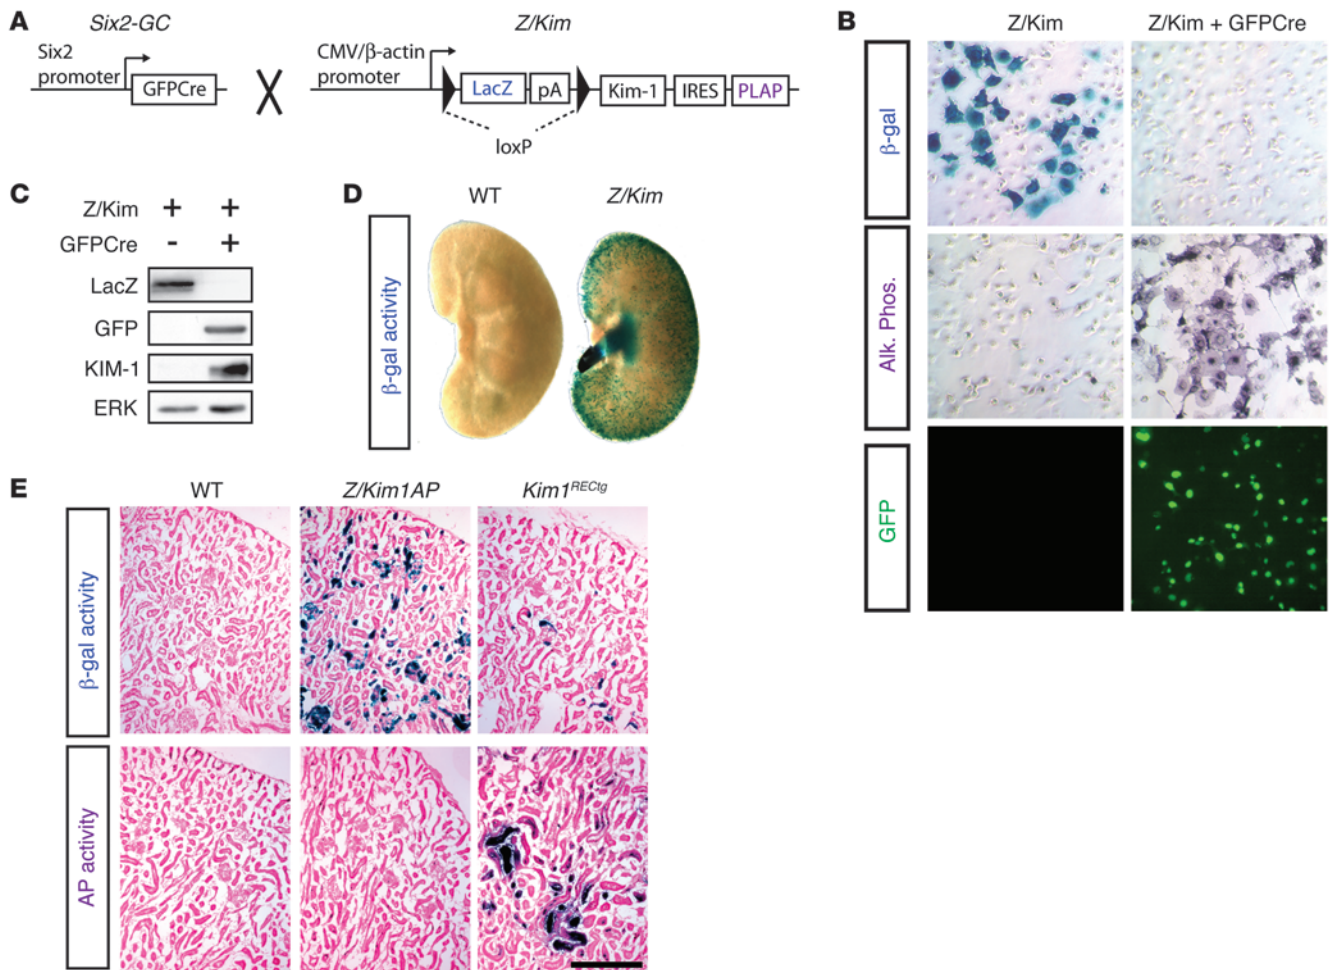 A
Six2-GC
Z/Kim
Six2
promoter
GFPCre
CMV/β-actin
promoter
LacZ
pA
Kim-1
IRES
PLAP
loxP
B
Z/Kim
Z/Kim + GFPCre
β-gal
Alk. Phos.
GFP
C
Z/Kim + +
GFPCre - +
LacZ
GFP
KIM-1
ERK
D
WT
Z/Kim
β-gal activity
E
WT
Z/Kim1AP
Kim1RECtg
β-gal activity
AP activity